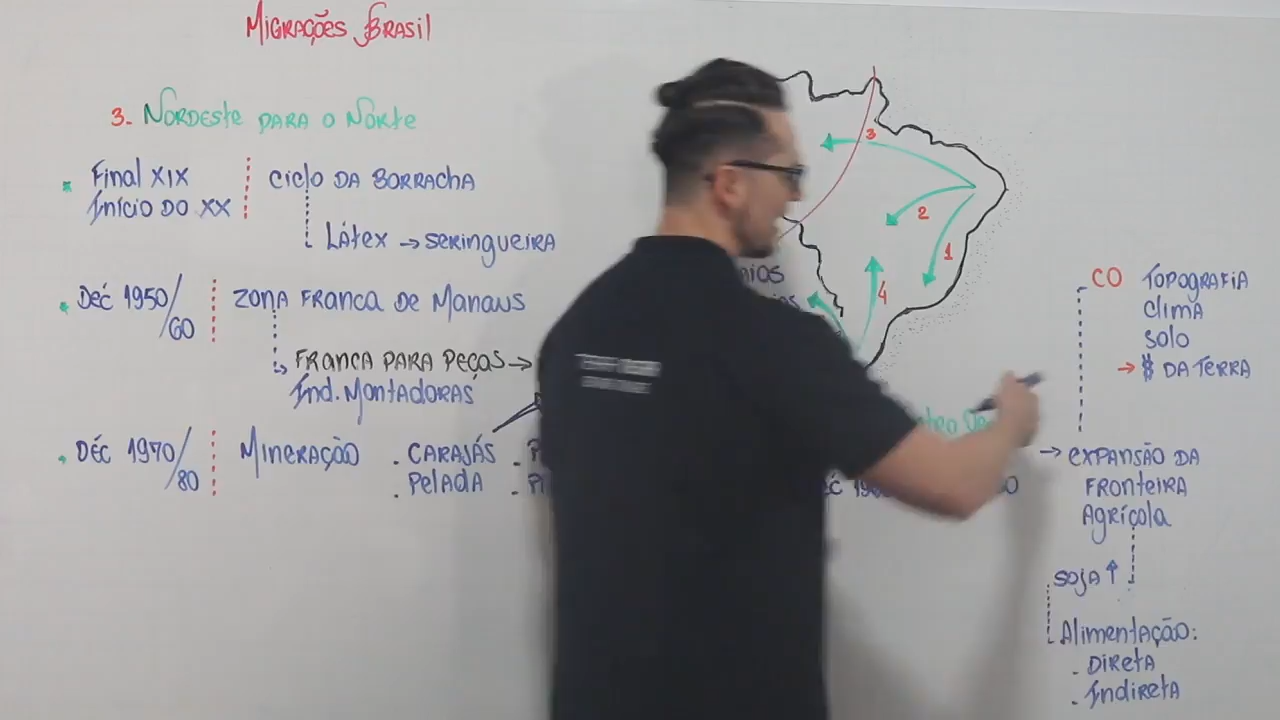 Migrações Brasil
3. Nordeste para o Norte
Final XIX
Início do XX
Ciclo da Borracha
Látex → Seringueira
Déc 1950/60
Zona Franca de Manaus
Franca para peças →
Ind. Montadoras
Déc 1970/80
Mineração
. Carajás
. Pelada
3
2
1
4
CO
Topografia
Clima
Solo
→ $ da terra
→ Expansão da
Fronteira
Agrícola
Soja ↑
Alimentação:
. Direta
. Indireta